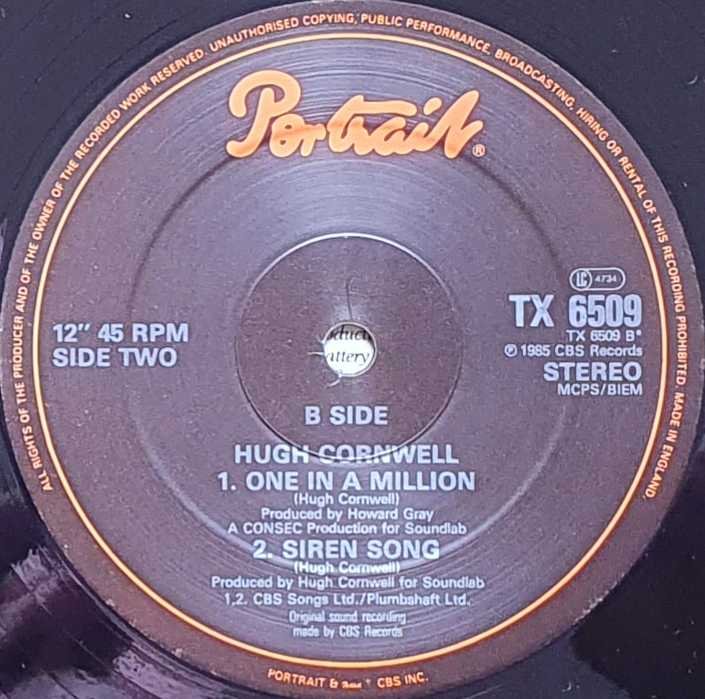 ALL RIGHTS OF THE PRODUCER AND OF THE OWNER OF THE RECORDED WORK RESERVED. UNAUTHORISED COPYING, PUBLIC PERFORMANCE, BROADCASTING, HIRING OR RENTAL OF THIS RECORDING PROHIBITED. MADE IN ENGLAND.
Portrait®
LC 4734
12" 45 RPM
SIDE TWO
TX 6509
TX 6509 B*
℗ 1985 CBS Records
STEREO
MCPS/BIEM
B SIDE
HUGH CORNWELL
1. ONE IN A MILLION
(Hugh Cornwell)
Produced by Howard Gray
A CONSEC Production for Soundlab
2. SIREN SONG
(Hugh Cornwell)
Produced by Hugh Cornwell for Soundlab
1,2. CBS Songs Ltd./Plumbshaft Ltd.
Original sound recording
made by CBS Records
PORTRAIT & CBS INC.